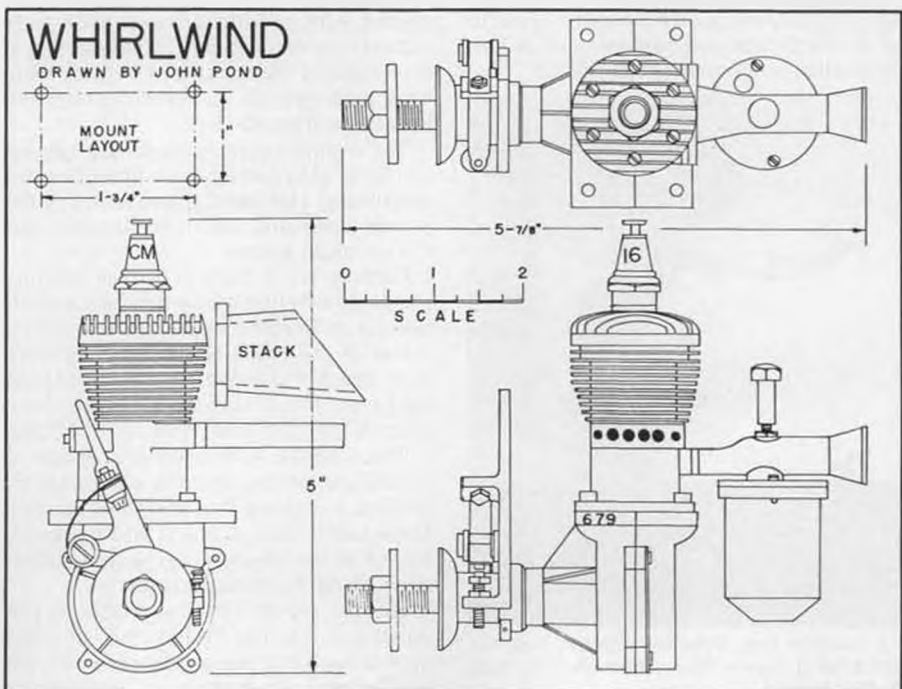 WHIRLWIND
DRAWN BY JOHN POND
MOUNT
LAYOUT
1"
1-3/4"
5-7/8"
CM
16
0 1 2
SCALE
STACK
5"
679